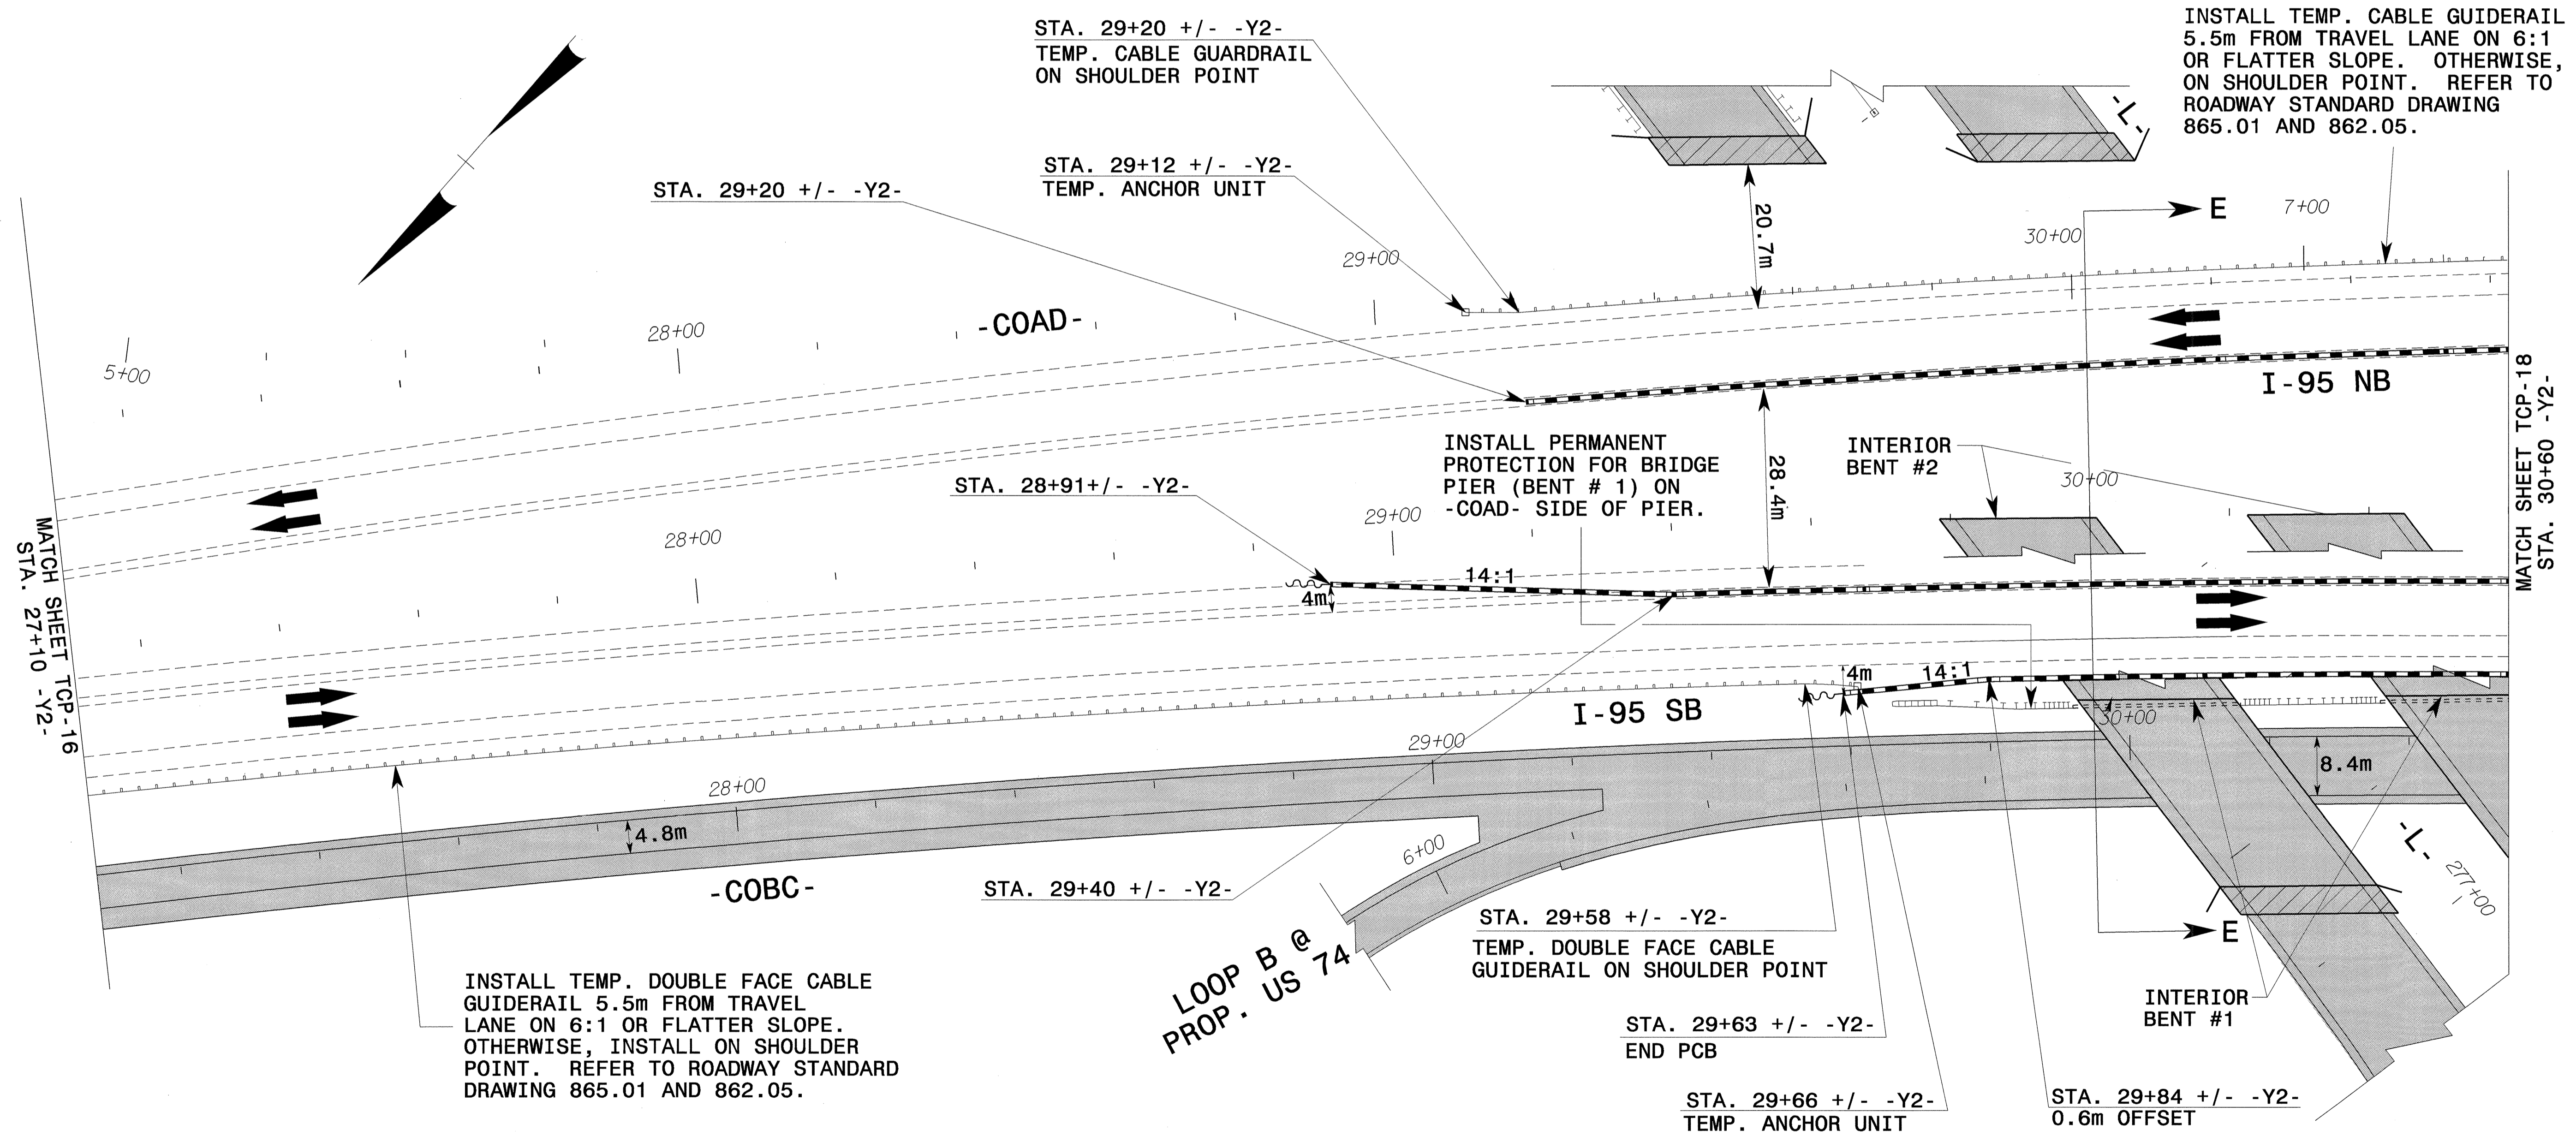 STA. 29+20 +/- -Y2-
TEMP. CABLE GUARDRAIL
ON SHOULDER POINT
INSTALL TEMP. CABLE GUIDERAIL
5.5m FROM TRAVEL LANE ON 6:1
OR FLATTER SLOPE. OTHERWISE,
ON SHOULDER POINT. REFER TO
ROADWAY STANDARD DRAWING
865.01 AND 862.05.
-L-
STA. 29+12 +/- -Y2-
TEMP. ANCHOR UNIT
STA. 29+20 +/- -Y2-
20.7m
E
7+00
30+00
29+00
-COAD-
28+00
5+00
I-95 NB
MATCH SHEET TCP-18
STA. 30+60 -Y2-
INSTALL PERMANENT
PROTECTION FOR BRIDGE
PIER (BENT # 1) ON
-COAD- SIDE OF PIER.
28.4m
INTERIOR
BENT #2
30+00
STA. 28+91+/- -Y2-
29+00
28+00
MATCH SHEET TCP-16
STA. 27+10 -Y2-
14:1
4m
4m
14:1
I-95 SB
30+00
29+00
28+00
8.4m
4.8m
6+00
-COBC-
STA. 29+40 +/- -Y2-
-L-
277+00
LOOP B @
PROP. US 74
STA. 29+58 +/- -Y2-
TEMP. DOUBLE FACE CABLE
GUIDERAIL ON SHOULDER POINT
E
INSTALL TEMP. DOUBLE FACE CABLE
GUIDERAIL 5.5m FROM TRAVEL
LANE ON 6:1 OR FLATTER SLOPE.
OTHERWISE, INSTALL ON SHOULDER
POINT. REFER TO ROADWAY STANDARD
DRAWING 865.01 AND 862.05.
STA. 29+63 +/- -Y2-
END PCB
INTERIOR
BENT #1
STA. 29+66 +/- -Y2-
TEMP. ANCHOR UNIT
STA. 29+84 +/- -Y2-
0.6m OFFSET